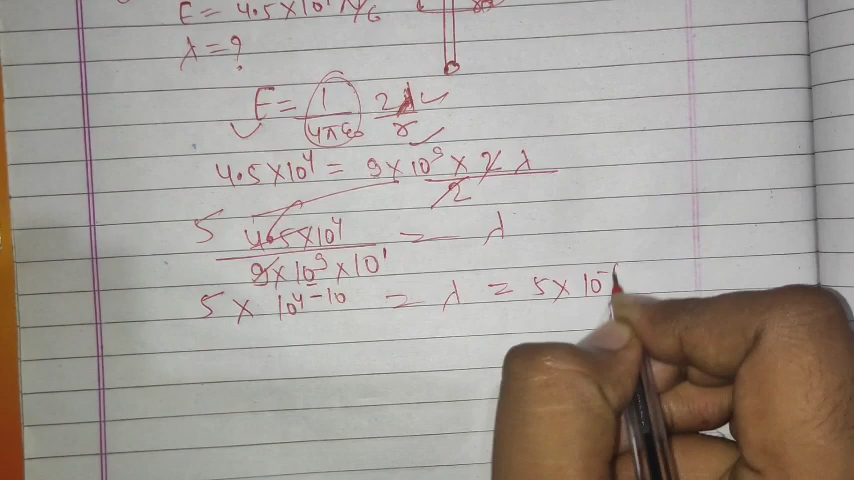 E = 4.5×10⁴ N/C
λ = ?
E = 1/4πε₀ 2λ/r
4.5×10⁴ = 9×10⁹ × 2 λ / 2
5 4.5×10⁴ / 9×10⁹×10¹ = λ
5 × 10⁴⁻¹⁰ = λ = 5×10⁻